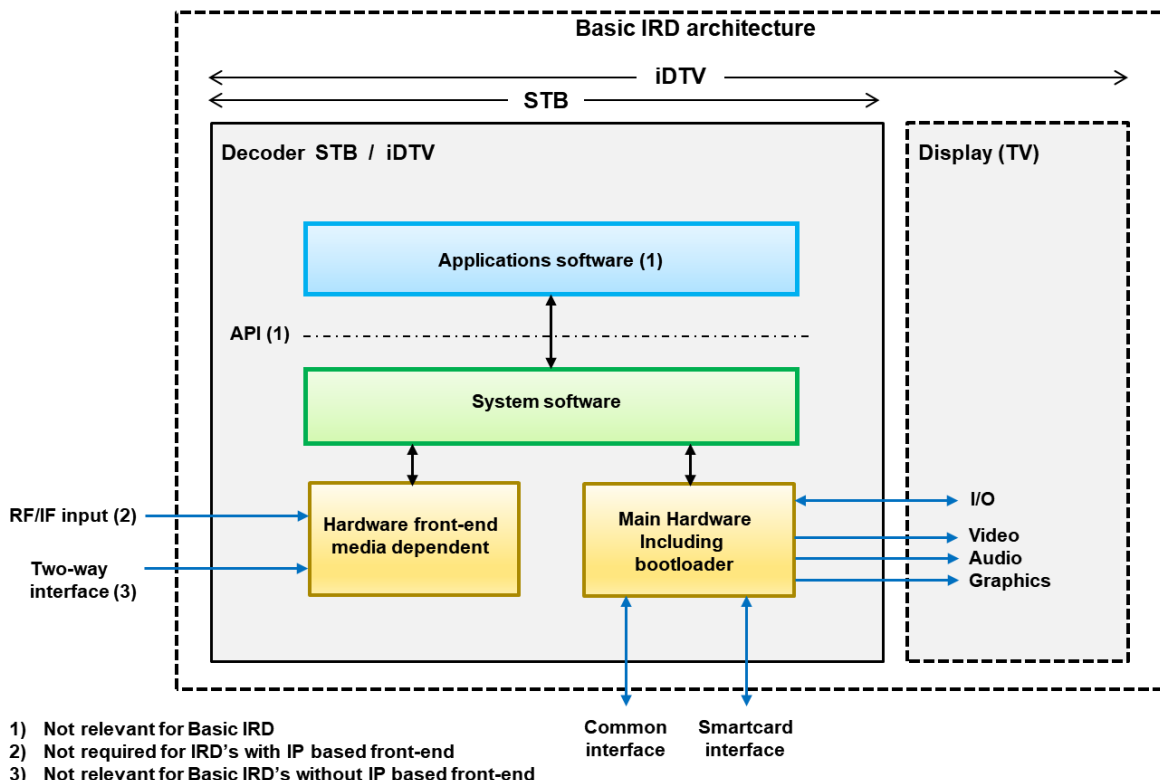 Basic IRD architecture
iDTV
STB
Decoder STB / iDTV
Display (TV)
Applications software (1)
API (1)
System software
RF/IF input (2)
Two-way
interface (3)
Hardware front-end
media dependent
Main Hardware
Including
bootloader
I/O
Video
Audio
Graphics
Common
interface
Smartcard
interface
1) Not relevant for Basic IRD
2) Not required for IRD's with IP based front-end
3) Not relevant for Basic IRD's without IP based front-end